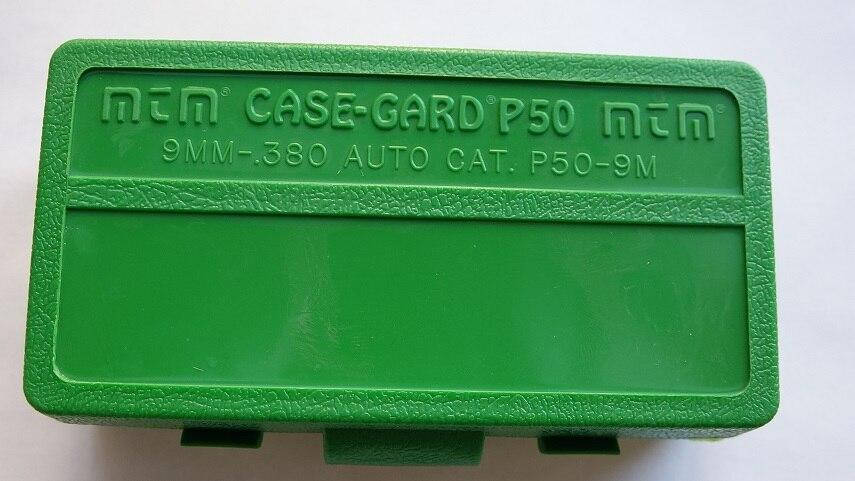 mtm® CASE-GARD® P50 mtm®
9MM-.380 AUTO CAT. P50-9M